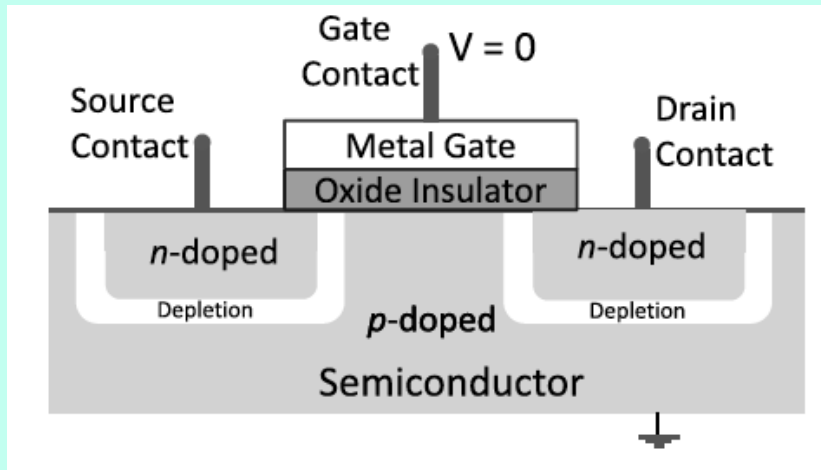 Gate
Contact
V = 0
Source
Contact
Drain
Contact
Metal Gate
Oxide Insulator
n-doped
n-doped
Depletion
Depletion
p-doped
Semiconductor